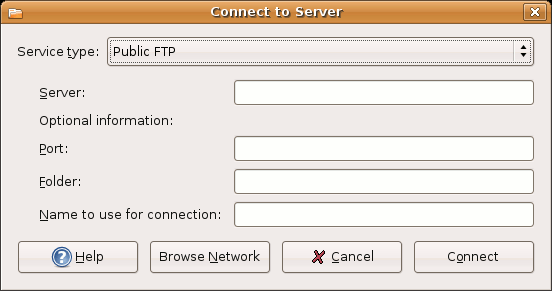 Connect to Server
Service type: Public FTP
Server:
Optional information:
Port:
Folder:
Name to use for connection:
Help Browse Network Cancel Connect